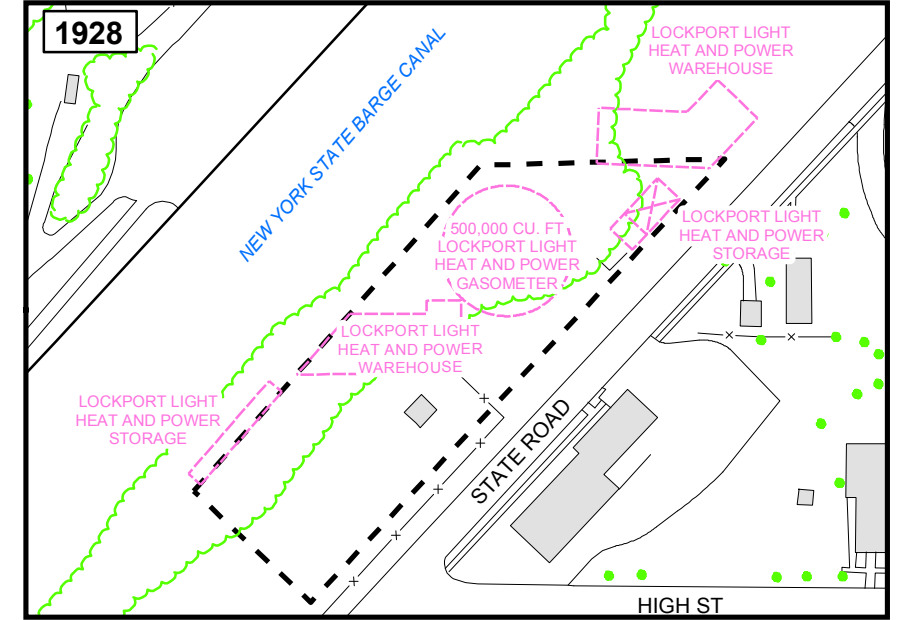 1928
LOCKPORT LIGHT
HEAT AND POWER
WAREHOUSE
NEW YORK STATE BARGE CANAL
500,000 CU. FT
LOCKPORT LIGHT
HEAT AND POWER
GASOMETER
LOCKPORT LIGHT
HEAT AND POWER
STORAGE
LOCKPORT LIGHT
HEAT AND POWER
WAREHOUSE
LOCKPORT LIGHT
HEAT AND POWER
STORAGE
STATE ROAD
HIGH ST